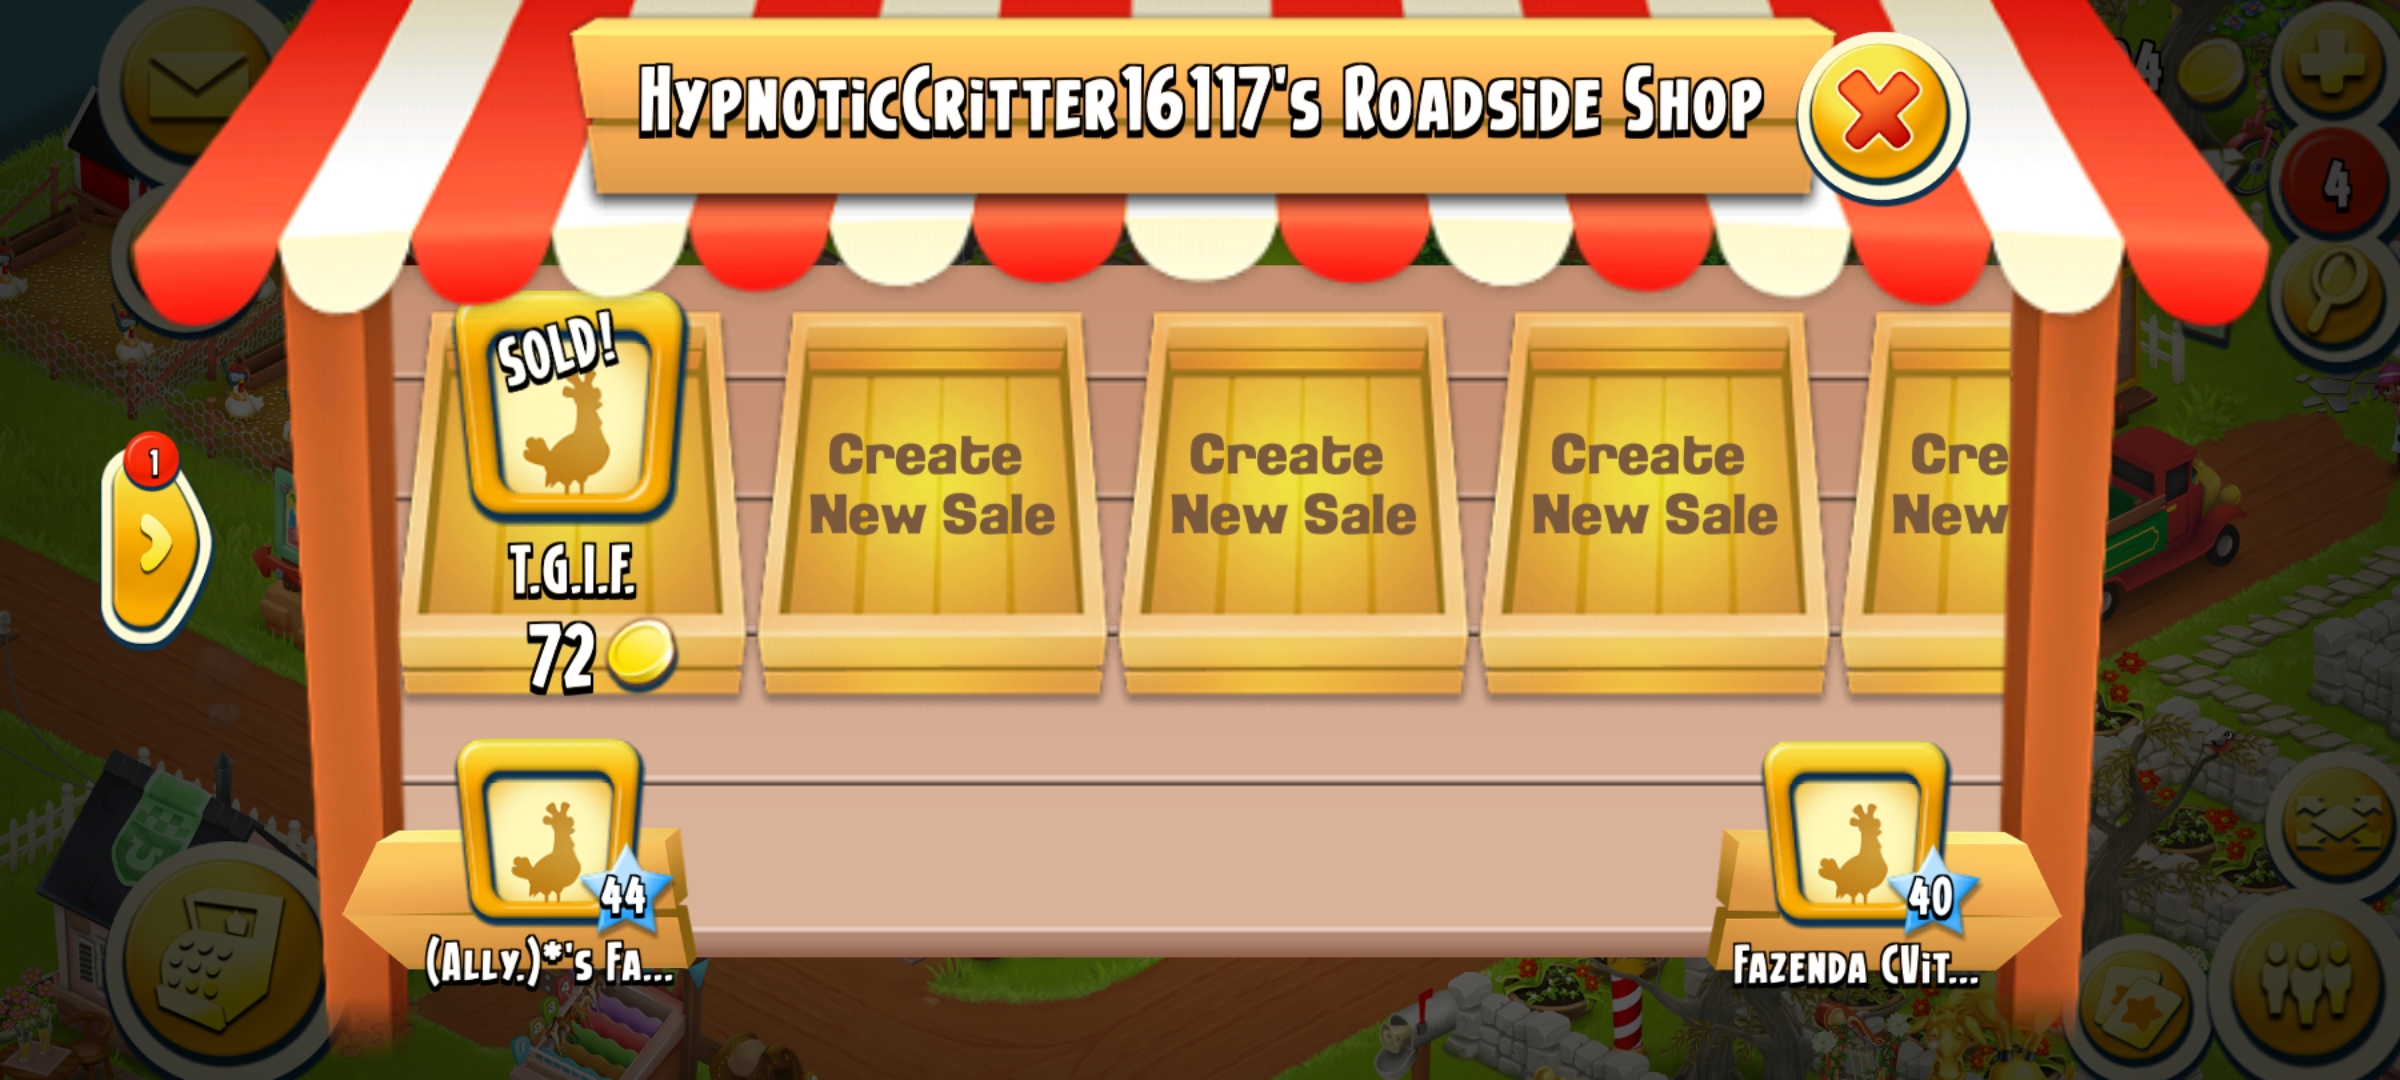 HypnoticCritter16117's Roadside Shop
4
4
SOLD!
T.G.I.F.
72
Create
New Sale
Create
New Sale
Create
New Sale
Cre
New
1
44
(Ally.)*'s Fa...
40
Fazenda CVit...